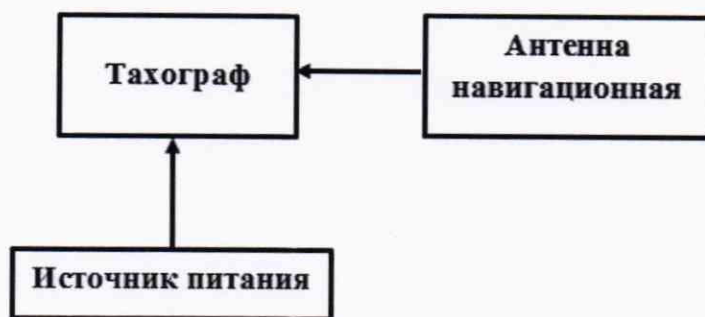 Тахограф
Антенна
навигационная
Источник питания